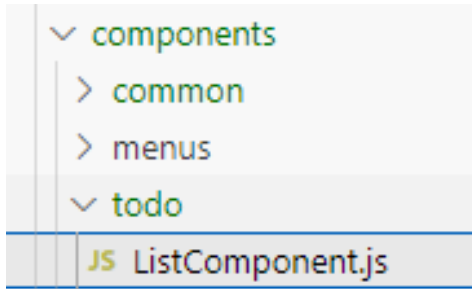 components
common
menus
todo
JS ListComponent.js